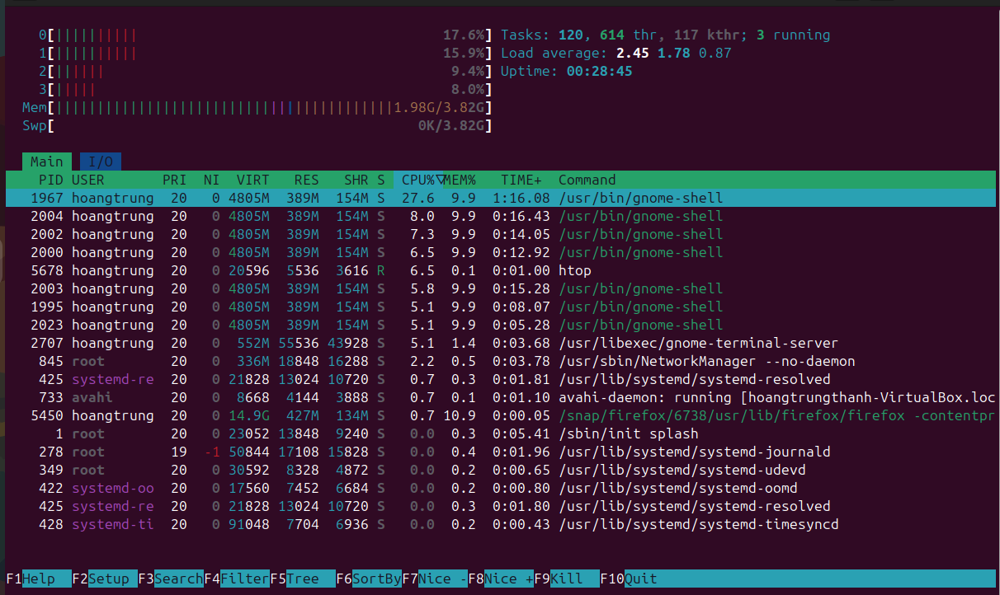 0[|||||||||| 17.6%] Tasks: 120, 614 thr, 117 kthr; 3 running
1[|||||||||| 15.9%] Load average: 2.45 1.78 0.87
2[|||||| 9.4%] Uptime: 00:28:45
3[||||| 8.0%]
Mem[|||||||||||||||||||||||||||||||||||||||||1.98G/3.82G]
Swp[ 0K/3.82G]
Main I/O
PID USER PRI NI VIRT RES SHR S CPU%▽MEM% TIME+ Command
1967 hoangtrung 20 0 4805M 389M 154M S 27.6 9.9 1:16.08 /usr/bin/gnome-shell
2004 hoangtrung 20 0 4805M 389M 154M S 8.0 9.9 0:16.43 /usr/bin/gnome-shell
2002 hoangtrung 20 0 4805M 389M 154M S 7.3 9.9 0:14.05 /usr/bin/gnome-shell
2000 hoangtrung 20 0 4805M 389M 154M S 6.5 9.9 0:12.92 /usr/bin/gnome-shell
5678 hoangtrung 20 0 20596 5536 3616 R 6.5 0.1 0:01.00 htop
2003 hoangtrung 20 0 4805M 389M 154M S 5.8 9.9 0:15.28 /usr/bin/gnome-shell
1995 hoangtrung 20 0 4805M 389M 154M S 5.1 9.9 0:08.07 /usr/bin/gnome-shell
2023 hoangtrung 20 0 4805M 389M 154M S 5.1 9.9 0:05.28 /usr/bin/gnome-shell
2707 hoangtrung 20 0 552M 55536 43928 S 5.1 1.4 0:03.68 /usr/libexec/gnome-terminal-server
845 root 20 0 336M 18848 16288 S 2.2 0.5 0:03.78 /usr/sbin/NetworkManager --no-daemon
425 systemd-re 20 0 21828 13024 10720 S 0.7 0.3 0:01.81 /usr/lib/systemd/systemd-resolved
733 avahi 20 0 8668 4144 3888 S 0.7 0.1 0:01.10 avahi-daemon: running [hoangtrungthanh-VirtualBox.loc
5450 hoangtrung 20 0 14.9G 427M 134M S 0.7 10.9 0:00.05 /snap/firefox/6738/usr/lib/firefox/firefox -contentpr
1 root 20 0 23052 13848 9240 S 0.0 0.3 0:05.41 /sbin/init splash
278 root 19 -1 50844 17108 15828 S 0.0 0.4 0:01.96 /usr/lib/systemd/systemd-journald
349 root 20 0 30592 8328 4872 S 0.0 0.2 0:00.65 /usr/lib/systemd/systemd-udevd
422 systemd-oo 20 0 17560 7452 6684 S 0.0 0.2 0:00.80 /usr/lib/systemd/systemd-oomd
425 systemd-re 20 0 21828 13024 10720 S 0.0 0.3 0:01.80 /usr/lib/systemd/systemd-resolved
428 systemd-ti 20 0 91048 7704 6936 S 0.0 0.2 0:00.43 /usr/lib/systemd/systemd-timesyncd
F1Help F2Setup F3SearchF4FilterF5Tree F6SortByF7Nice -F8Nice +F9Kill F10Quit